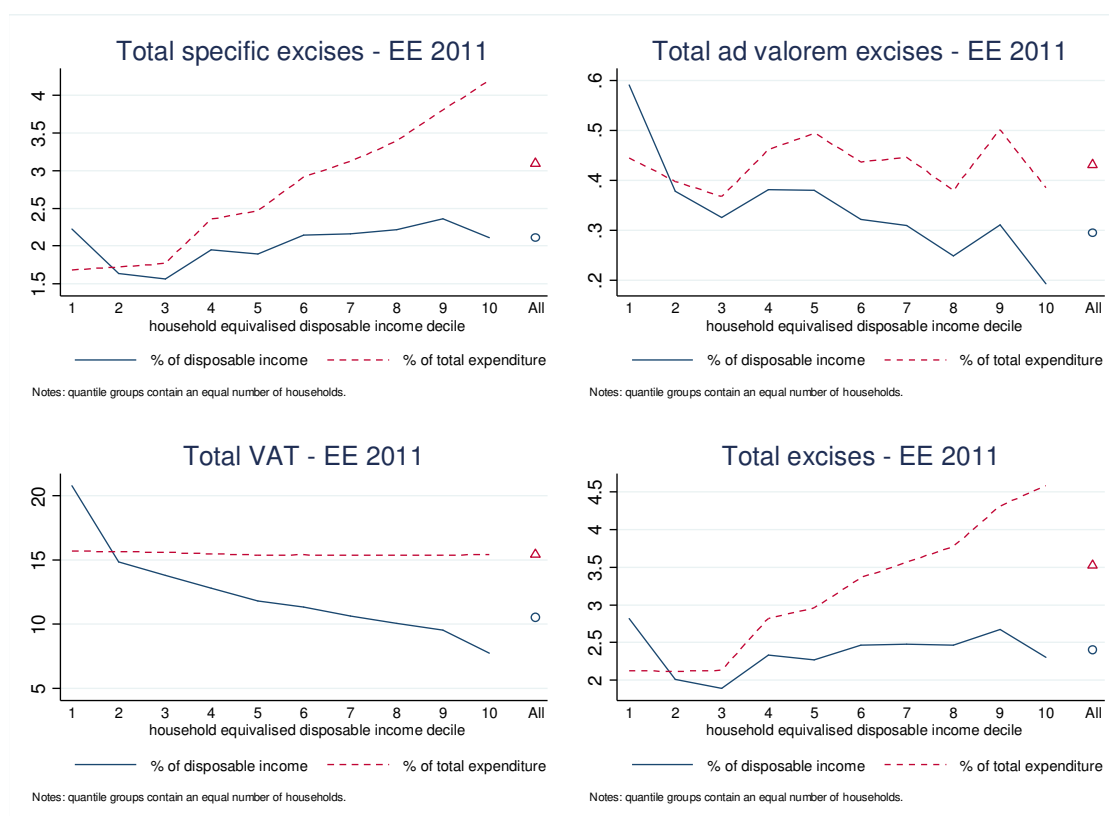 Total specific excises - EE 2011
4
3.5
3
2.5
2
1.5
1 2 3 4 5 6 7 8 9 10 All
household equivalised disposable income decile
% of disposable income % of total expenditure
Notes: quantile groups contain an equal number of households.
Total ad valorem excises - EE 2011
.6
.5
.4
.3
.2
1 2 3 4 5 6 7 8 9 10 All
household equivalised disposable income decile
% of disposable income % of total expenditure
Notes: quantile groups contain an equal number of households.
Total VAT - EE 2011
20
15
10
5
1 2 3 4 5 6 7 8 9 10 All
household equivalised disposable income decile
% of disposable income % of total expenditure
Notes: quantile groups contain an equal number of households.
Total excises - EE 2011
4.5
4
3.5
3
2.5
2
1 2 3 4 5 6 7 8 9 10 All
household equivalised disposable income decile
% of disposable income % of total expenditure
Notes: quantile groups contain an equal number of households.